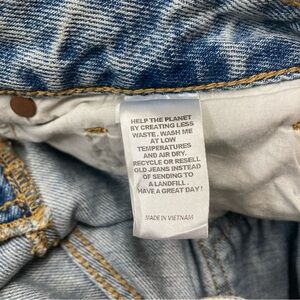 HELP THE PLANET
BY CREATING LESS
WASTE . WASH ME
AT LOW
TEMPERATURES
AND AIR DRY.
RECYCLE OR RESELL
OLD JEANS INSTEAD
OF SENDING TO
A LANDFILL .
HAVE A GREAT DAY !
MADE IN VIETNAM